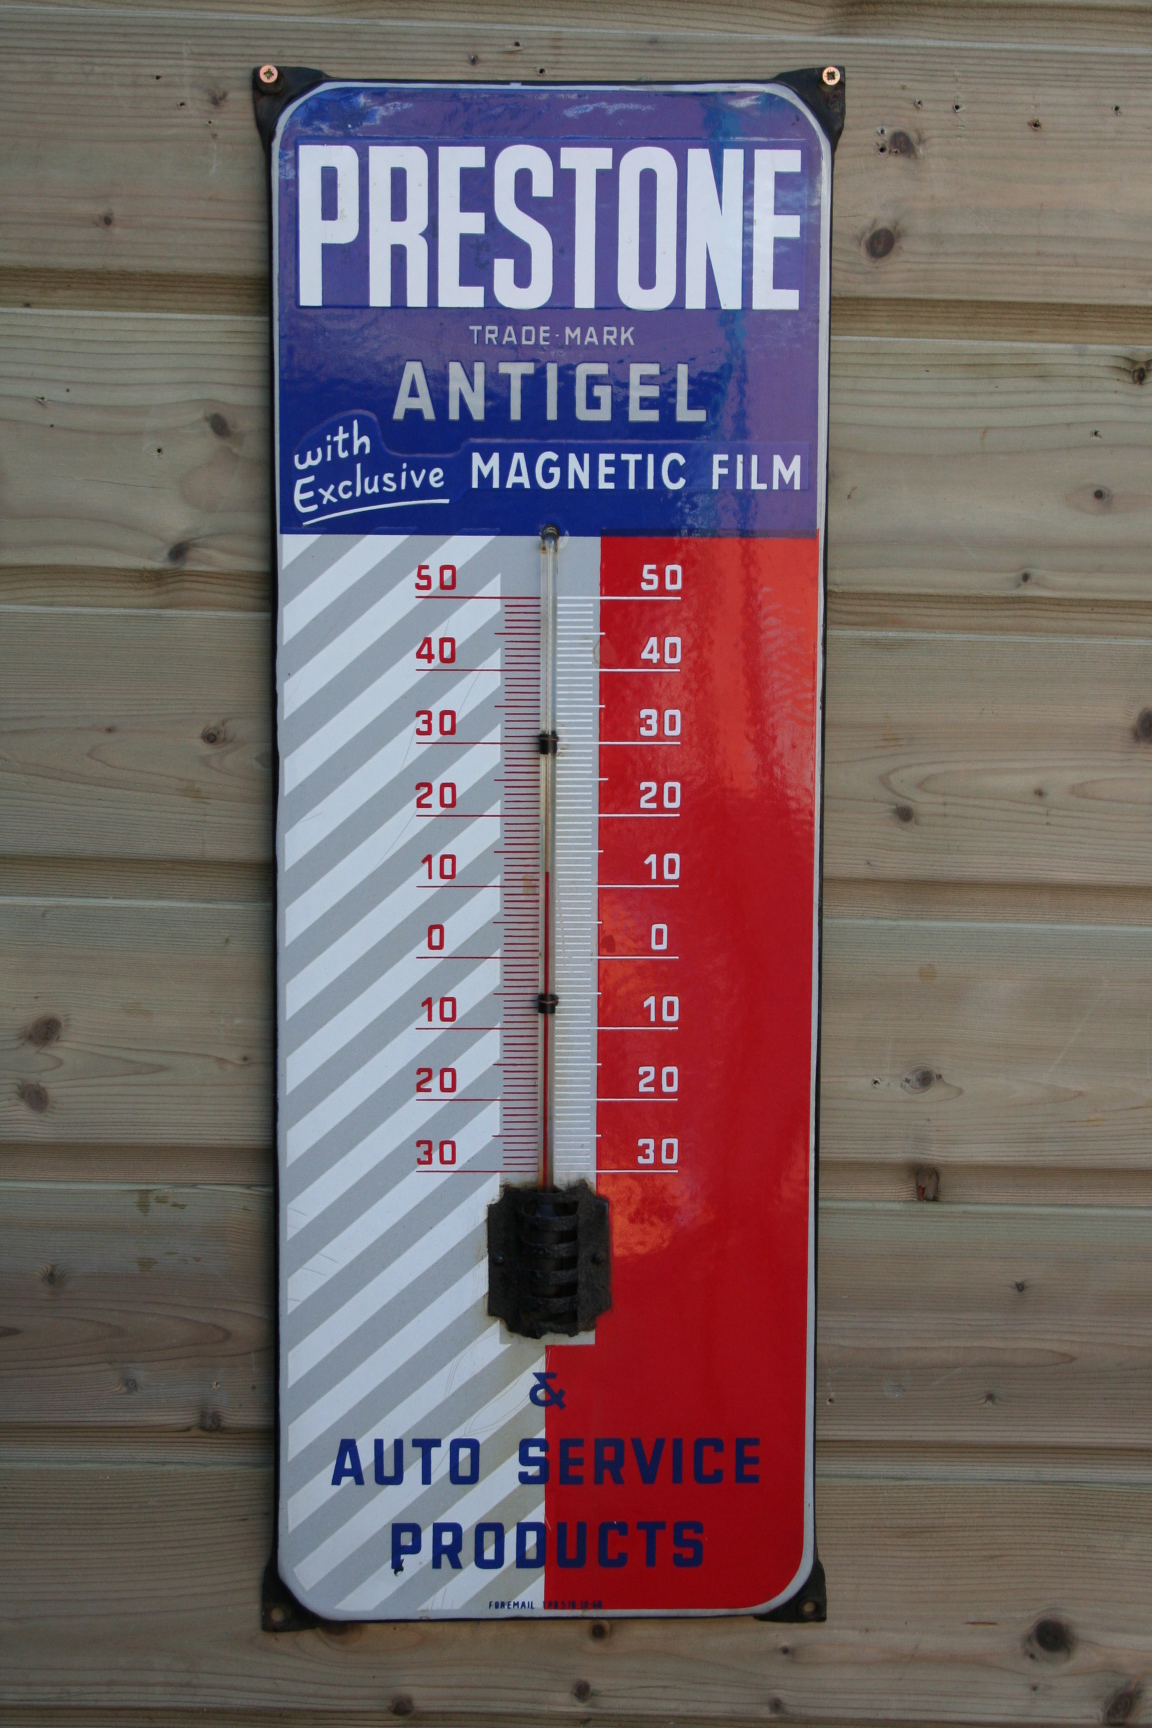 PRESTONE
TRADE-MARK
ANTIGEL
with
Exclusive MAGNETIC FILM
50 50
40 40
30 30
20 20
10 10
0 0
10 10
20 20
30 30
&
AUTO SERVICE
PRODUCTS
FOREMAIL